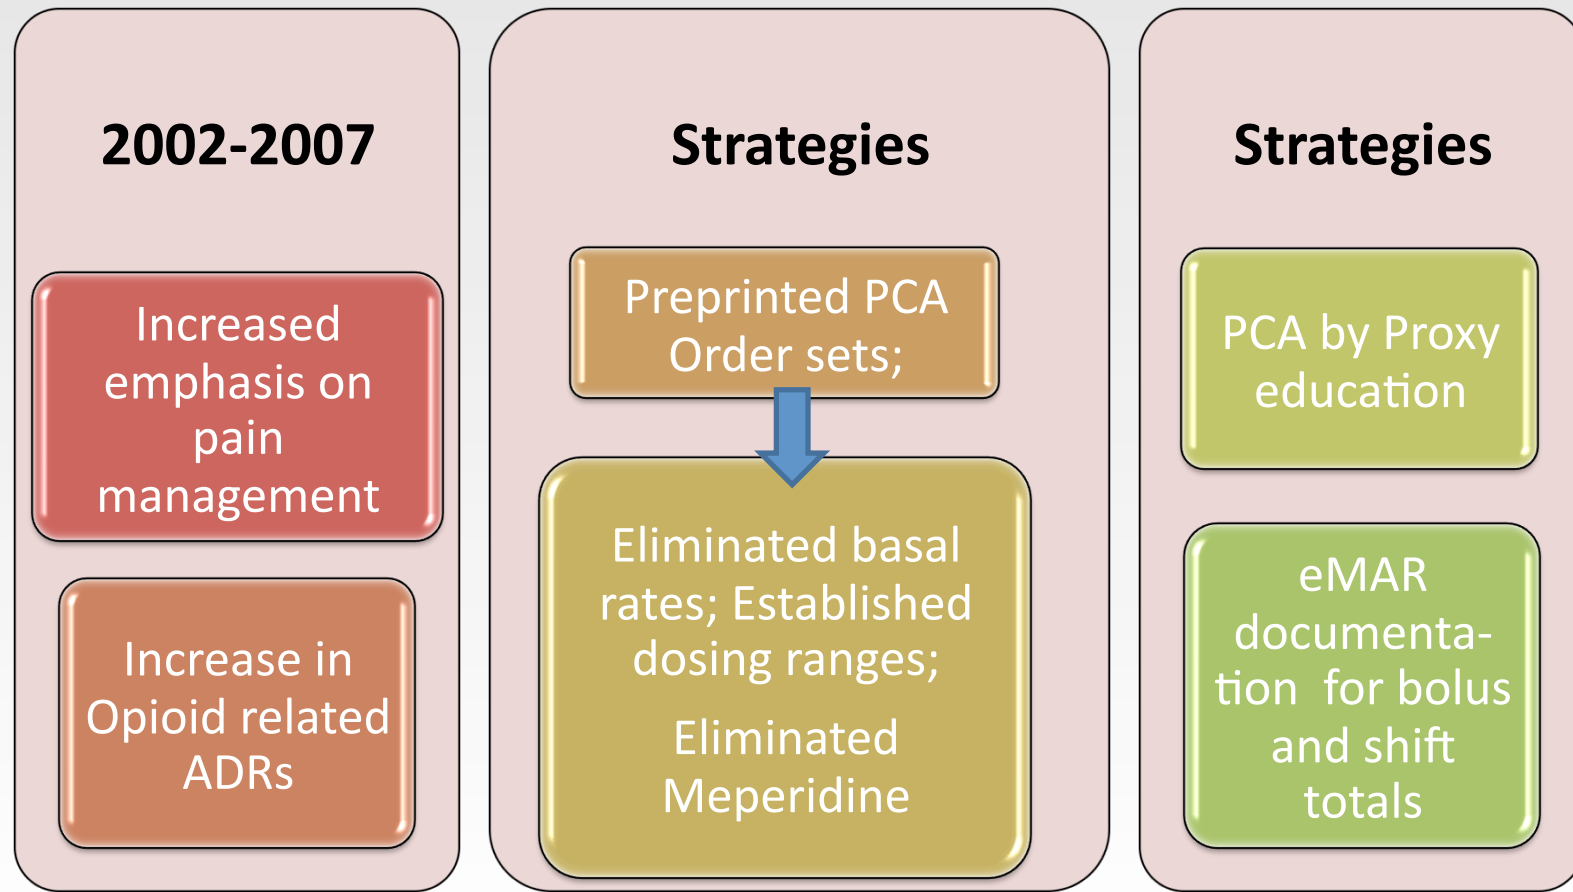 2002-2007
Increased
emphasis on
pain
management
Increase in
Opioid related
ADRs
Strategies
Preprinted PCA
Order sets;
Eliminated basal
rates; Established
dosing ranges;
Eliminated
Meperidine
Strategies
PCA by Proxy
education
eMAR
documenta-
tion  for bolus
and shift
totals